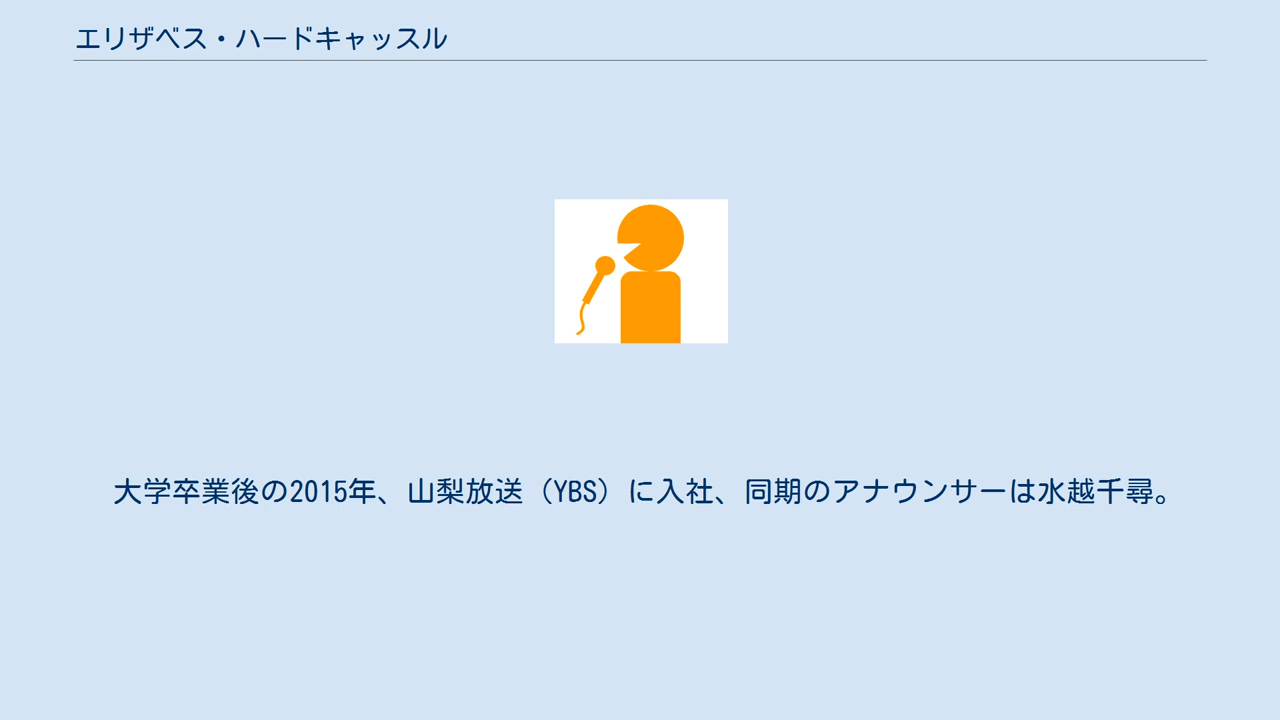 エリザベス・ハードキャッスル
大学卒業後の2015年、山梨放送（YBS）に入社、同期のアナウンサーは水越千尋。